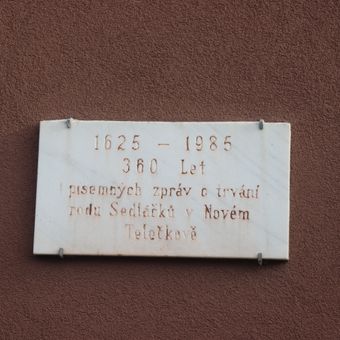 1625 – 1985
360 Let
písemných zpráv o trvání
rodu Sedláčků v Novém
Telečkově